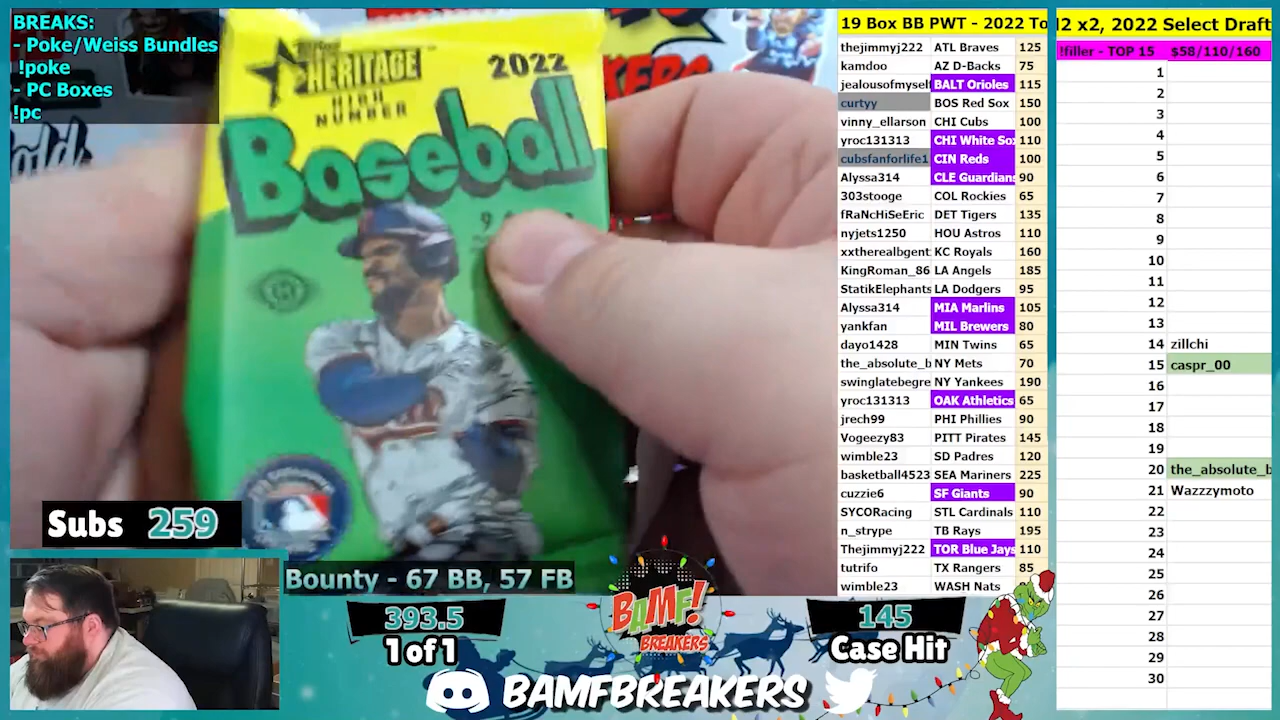 BREAKS:
- Poke/Weiss Bundles
!poke
- PC Boxes
!pc
HERITAGE
HIGH
NUMBER
2022
Baseball
Subs 259
Bounty - 67 BB, 57 FB
393.5
1 of 1
BAMF!
BREAKERS
145
Case Hit
BAMFBREAKERS
19 Box BB PWT - 2022 To
thejimmyj222 ATL Braves 125
kamdoo AZ D-Backs 75
jealousofmysel BALT Orioles 115
curtyy BOS Red Sox 150
vinny_ellarson CHI Cubs 100
yroc131313 CHI White Sox 110
cubsfanforlife1 CIN Reds 100
Alyssa314 CLE Guardians 90
303stooge COL Rockies 65
fRaNcHiSeEric DET Tigers 135
nyjets1250 HOU Astros 110
xxtherealbgent KC Royals 160
KingRoman_86 LA Angels 185
StatikElephants LA Dodgers 95
Alyssa314 MIA Marlins 105
yankfan MIL Brewers 80
dayo1428 MIN Twins 65
the_absolute_b NY Mets 70
swinglatebegre NY Yankees 190
yroc131313 OAK Athletics 65
jrech99 PHI Phillies 90
Vogeezy83 PITT Pirates 145
wimble23 SD Padres 120
basketball4523 SEA Mariners 225
cuzzie6 SF Giants 90
SYCORacing STL Cardinals 110
n_strype TB Rays 195
Thejimmyj222 TOR Blue Jays 110
tutrifo TX Rangers 85
wimble23 WASH Nats
l2 x2, 2022 Select Draft
!filler - TOP 15 $58/110/160
1
2
3
4
5
6
7
8
9
10
11
12
13
14 zillchi
15 caspr_00
16
17
18
19
20 the_absolute_b
21 Wazzzymoto
22
23
24
25
26
27
28
29
30